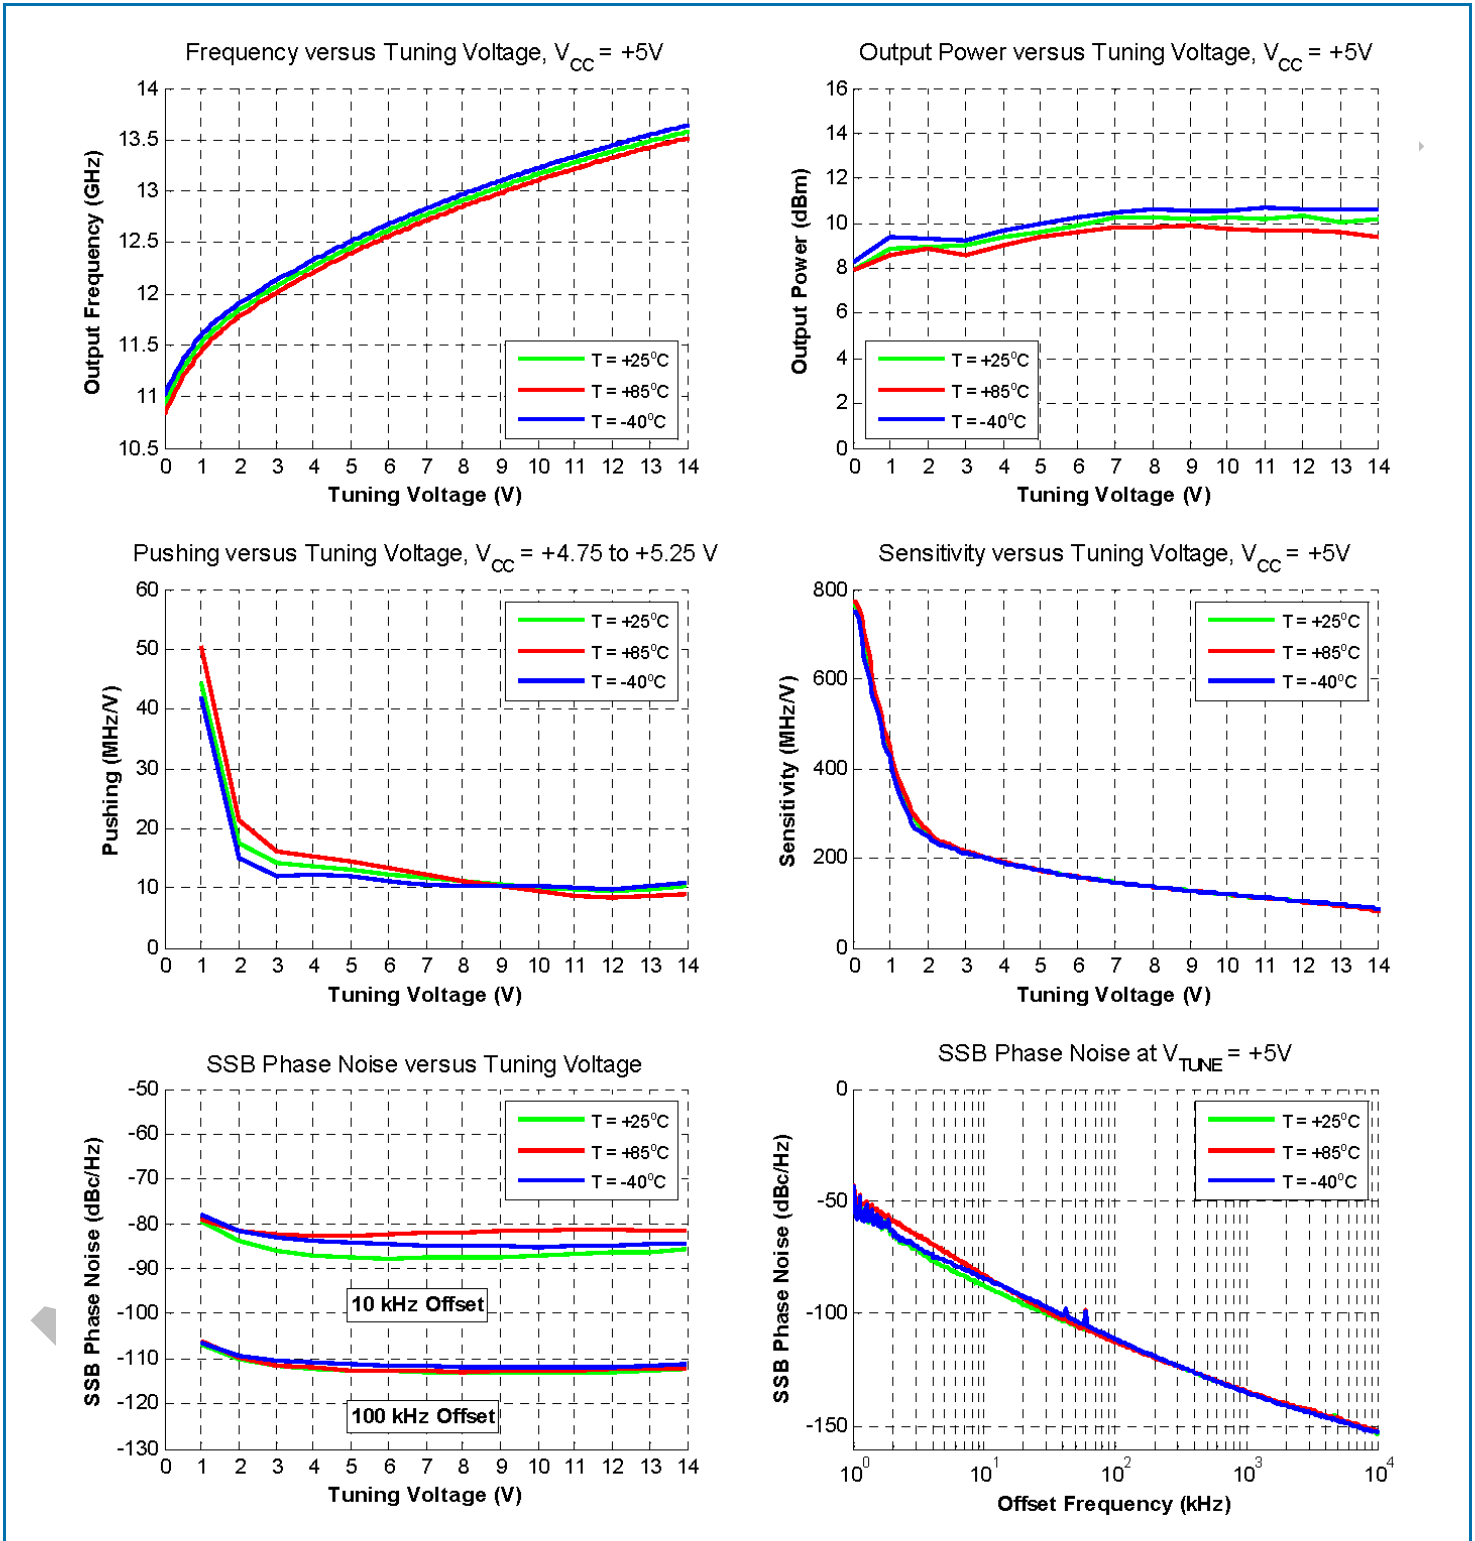 Frequency versus Tuning Voltage, VCC = +5V
14
13.5
13
12.5
12
11.5
11
10.5
Output Frequency (GHz)
T = +25°C
T = +85°C
T = -40°C
0 1 2 3 4 5 6 7 8 9 10 11 12 13 14
Tuning Voltage (V)
Output Power versus Tuning Voltage, VCC = +5V
16
14
12
10
8
6
4
2
0
Output Power (dBm)
T = +25°C
T = +85°C
T = -40°C
0 1 2 3 4 5 6 7 8 9 10 11 12 13 14
Tuning Voltage (V)
Pushing versus Tuning Voltage, VCC = +4.75 to +5.25 V
60
50
40
30
20
10
0
Pushing (MHz/V)
T = +25°C
T = +85°C
T = -40°C
0 1 2 3 4 5 6 7 8 9 10 11 12 13 14
Tuning Voltage (V)
Sensitivity versus Tuning Voltage, VCC = +5V
800
600
400
200
0
Sensitivity (MHz/V)
T = +25°C
T = +85°C
T = -40°C
0 1 2 3 4 5 6 7 8 9 10 11 12 13 14
Tuning Voltage (V)
SSB Phase Noise versus Tuning Voltage
-50
-60
-70
-80
-90
-100
-110
-120
-130
SSB Phase Noise (dBc/Hz)
T = +25°C
T = +85°C
T = -40°C
10 kHz Offset
100 kHz Offset
0 1 2 3 4 5 6 7 8 9 10 11 12 13 14
Tuning Voltage (V)
SSB Phase Noise at VTUNE = +5V
0
-50
-100
-150
SSB Phase Noise (dBc/Hz)
T = +25°C
T = +85°C
T = -40°C
10⁰ 10¹ 10² 10³ 10⁴
Offset Frequency (kHz)